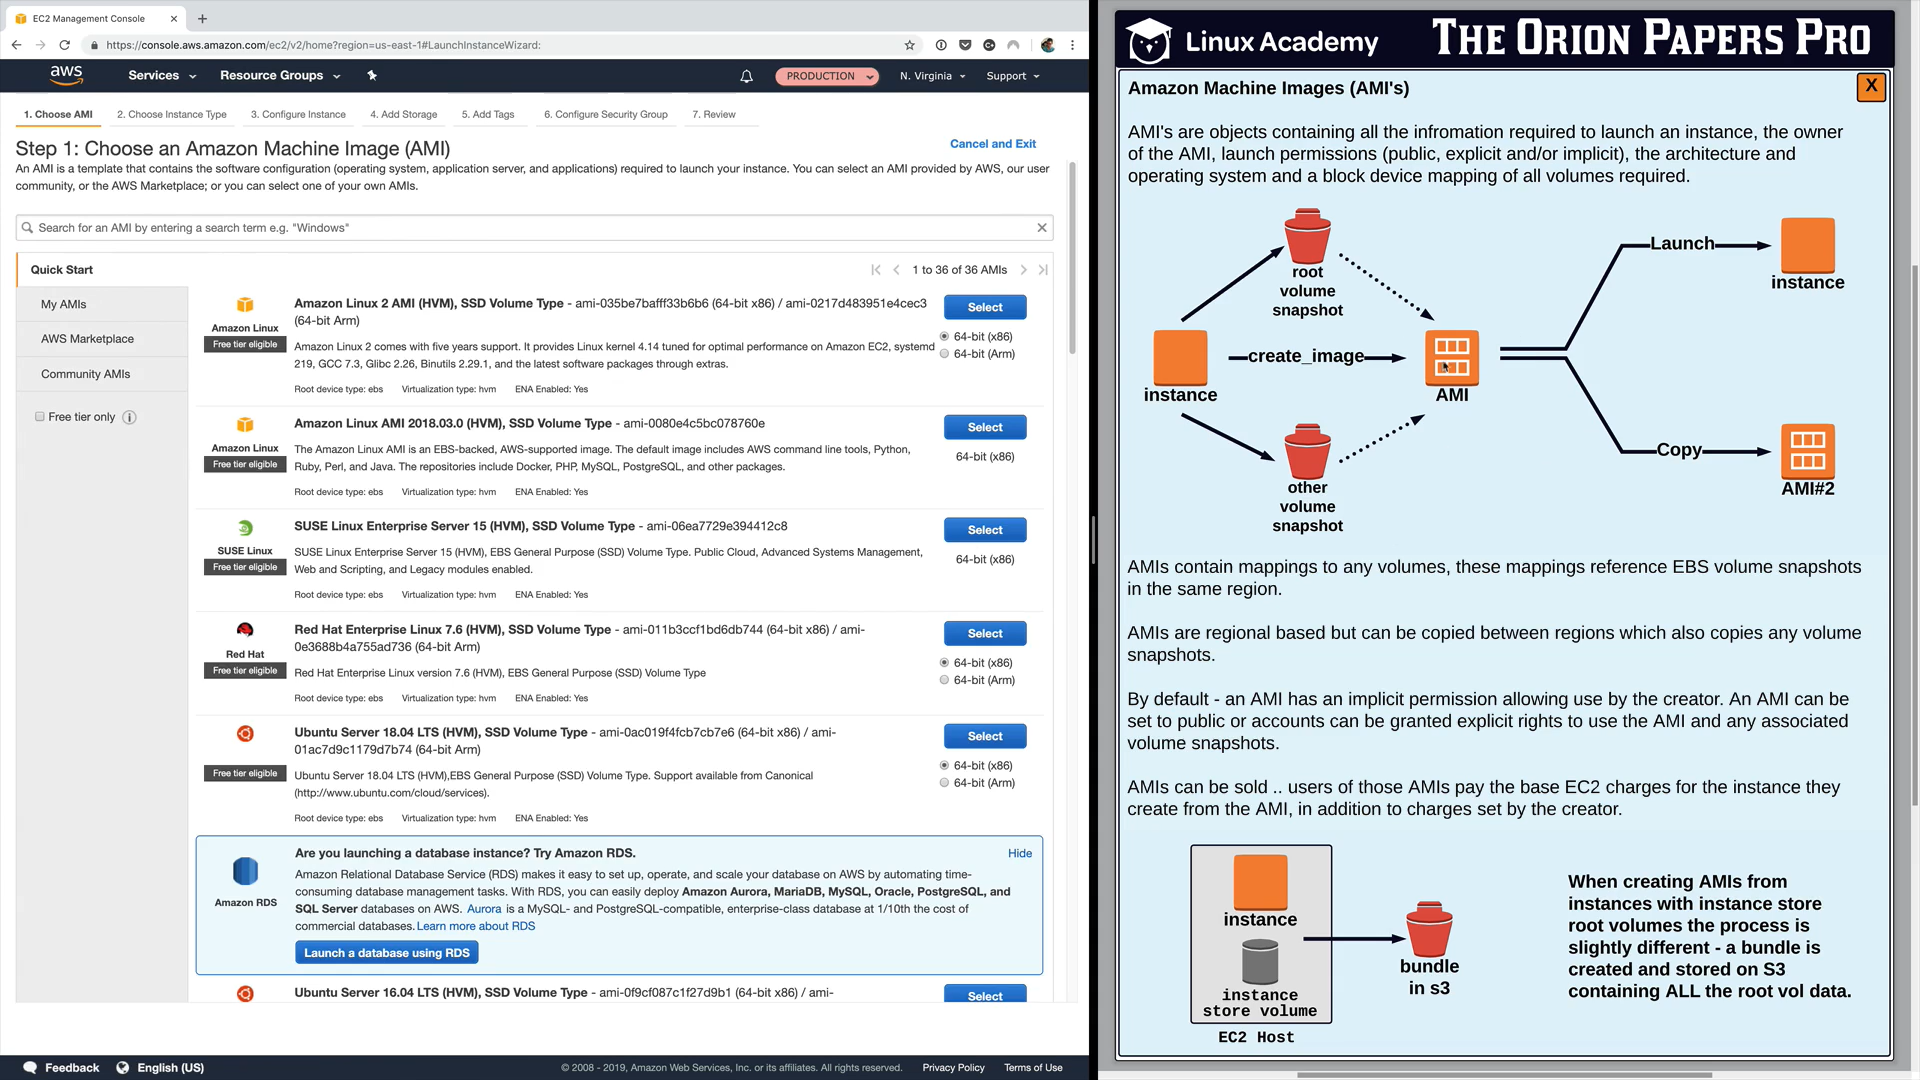 EC2 Management Console
https://console.aws.amazon.com/ec2/v2/home?region=us-east-1#LaunchInstanceWizard:
aws
Services
Resource Groups
PRODUCTION
N. Virginia
Support
1. Choose AMI
2. Choose Instance Type
3. Configure Instance
4. Add Storage
5. Add Tags
6. Configure Security Group
7. Review
Step 1: Choose an Amazon Machine Image (AMI)
Cancel and Exit
An AMI is a template that contains the software configuration (operating system, application server, and applications) required to launch your instance. You can select an AMI provided by AWS, our user
community, or the AWS Marketplace; or you can select one of your own AMIs.
Search for an AMI by entering a search term e.g. "Windows"
Quick Start
1 to 36 of 36 AMIs
My AMIs
AWS Marketplace
Community AMIs
Free tier only
Amazon Linux
Free tier eligible
Amazon Linux 2 AMI (HVM), SSD Volume Type - ami-035be7bafff33b6b6 (64-bit x86) / ami-0217d483951e4cec3
(64-bit Arm)
Amazon Linux 2 comes with five years support. It provides Linux kernel 4.14 tuned for optimal performance on Amazon EC2, systemd
219, GCC 7.3, Glibc 2.26, Binutils 2.29.1, and the latest software packages through extras.
Root device type: ebs Virtualization type: hvm ENA Enabled: Yes
Select
64-bit (x86)
64-bit (Arm)
Amazon Linux
Free tier eligible
Amazon Linux AMI 2018.03.0 (HVM), SSD Volume Type - ami-0080e4c5bc078760e
The Amazon Linux AMI is an EBS-backed, AWS-supported image. The default image includes AWS command line tools, Python,
Ruby, Perl, and Java. The repositories include Docker, PHP, MySQL, PostgreSQL, and other packages.
Root device type: ebs Virtualization type: hvm ENA Enabled: Yes
Select
64-bit (x86)
SUSE Linux
Free tier eligible
SUSE Linux Enterprise Server 15 (HVM), SSD Volume Type - ami-06ea7729e394412c8
SUSE Linux Enterprise Server 15 (HVM), EBS General Purpose (SSD) Volume Type. Public Cloud, Advanced Systems Management,
Web and Scripting, and Legacy modules enabled.
Root device type: ebs Virtualization type: hvm ENA Enabled: Yes
Select
64-bit (x86)
Red Hat
Free tier eligible
Red Hat Enterprise Linux 7.6 (HVM), SSD Volume Type - ami-011b3ccf1bd6db744 (64-bit x86) / ami-
0e3688b4a755ad736 (64-bit Arm)
Red Hat Enterprise Linux version 7.6 (HVM), EBS General Purpose (SSD) Volume Type
Root device type: ebs Virtualization type: hvm ENA Enabled: Yes
Select
64-bit (x86)
64-bit (Arm)
Free tier eligible
Ubuntu Server 18.04 LTS (HVM), SSD Volume Type - ami-0ac019f4fcb7cb7e6 (64-bit x86) / ami-
01ac7d9c1179d7b74 (64-bit Arm)
Ubuntu Server 18.04 LTS (HVM),EBS General Purpose (SSD) Volume Type. Support available from Canonical
(http://www.ubuntu.com/cloud/services).
Root device type: ebs Virtualization type: hvm ENA Enabled: Yes
Select
64-bit (x86)
64-bit (Arm)
Amazon RDS
Are you launching a database instance? Try Amazon RDS.
Hide
Amazon Relational Database Service (RDS) makes it easy to set up, operate, and scale your database on AWS by automating time-
consuming database management tasks. With RDS, you can easily deploy Amazon Aurora, MariaDB, MySQL, Oracle, PostgreSQL, and
SQL Server databases on AWS. Aurora is a MySQL- and PostgreSQL-compatible, enterprise-class database at 1/10th the cost of
commercial databases. Learn more about RDS
Launch a database using RDS
Ubuntu Server 16.04 LTS (HVM), SSD Volume Type - ami-0f9cf087c1f27d9b1 (64-bit x86) / ami-
Select
Feedback
English (US)
© 2008 - 2019, Amazon Web Services, Inc. or its affiliates. All rights reserved.
Privacy Policy
Terms of Use
Linux Academy
THE ORION PAPERS PRO
Amazon Machine Images (AMI's)
X
AMI's are objects containing all the infromation required to launch an instance, the owner
of the AMI, launch permissions (public, explicit and/or implicit), the architecture and
operating system and a block device mapping of all volumes required.
root
volume
snapshot
Launch
instance
instance
create_image
AMI
Copy
AMI#2
other
volume
snapshot
AMIs contain mappings to any volumes, these mappings reference EBS volume snapshots
in the same region.
AMIs are regional based but can be copied between regions which also copies any volume
snapshots.
By default - an AMI has an implicit permission allowing use by the creator. An AMI can be
set to public or accounts can be granted explicit rights to use the AMI and any associated
volume snapshots.
AMIs can be sold .. users of those AMIs pay the base EC2 charges for the instance they
create from the AMI, in addition to charges set by the creator.
instance
instance
store volume
EC2 Host
bundle
in s3
When creating AMIs from
instances with instance store
root volumes the process is
slightly different - a bundle is
created and stored on S3
containing ALL the root vol data.